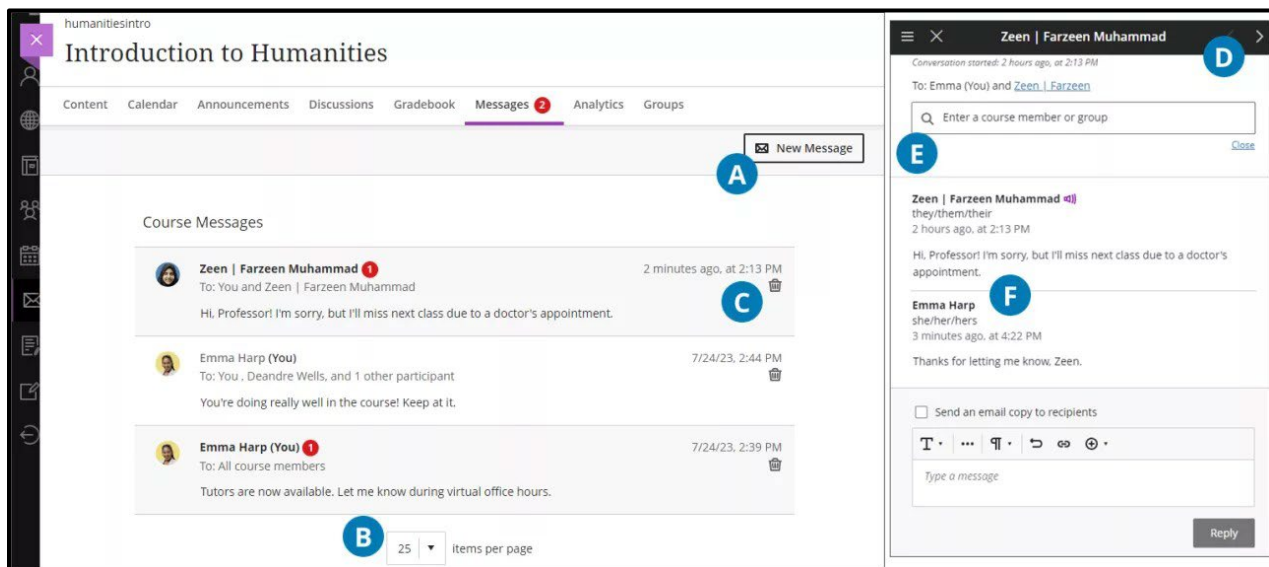 humanitiesintro
Introduction to Humanities
Content Calendar Announcements Discussions Gradebook Messages 2 Analytics Groups
New Message
A
Course Messages
Zeen | Farzeen Muhammad 1
2 minutes ago, at 2:13 PM
To: You and Zeen | Farzeen Muhammad
C
Hi, Professor! I'm sorry, but I'll miss next class due to a doctor's appointment.
Emma Harp (You)
7/24/23, 2:44 PM
To: You , Deandre Wells, and 1 other participant
You're doing really well in the course! Keep at it.
Emma Harp (You) 1
7/24/23, 2:39 PM
To: All course members
Tutors are now available. Let me know during virtual office hours.
B
25 items per page
Zeen | Farzeen Muhammad
D
Conversation started: 2 hours ago, at 2:13 PM
To: Emma (You) and Zeen | Farzeen
Enter a course member or group
E
Close
Zeen | Farzeen Muhammad
they/them/their
2 hours ago, at 2:13 PM
Hi, Professor! I'm sorry, but I'll miss next class due to a doctor's
appointment.
F
Emma Harp
she/her/hers
3 minutes ago, at 4:22 PM
Thanks for letting me know, Zeen.
Send an email copy to recipients
T
Type a message
Reply